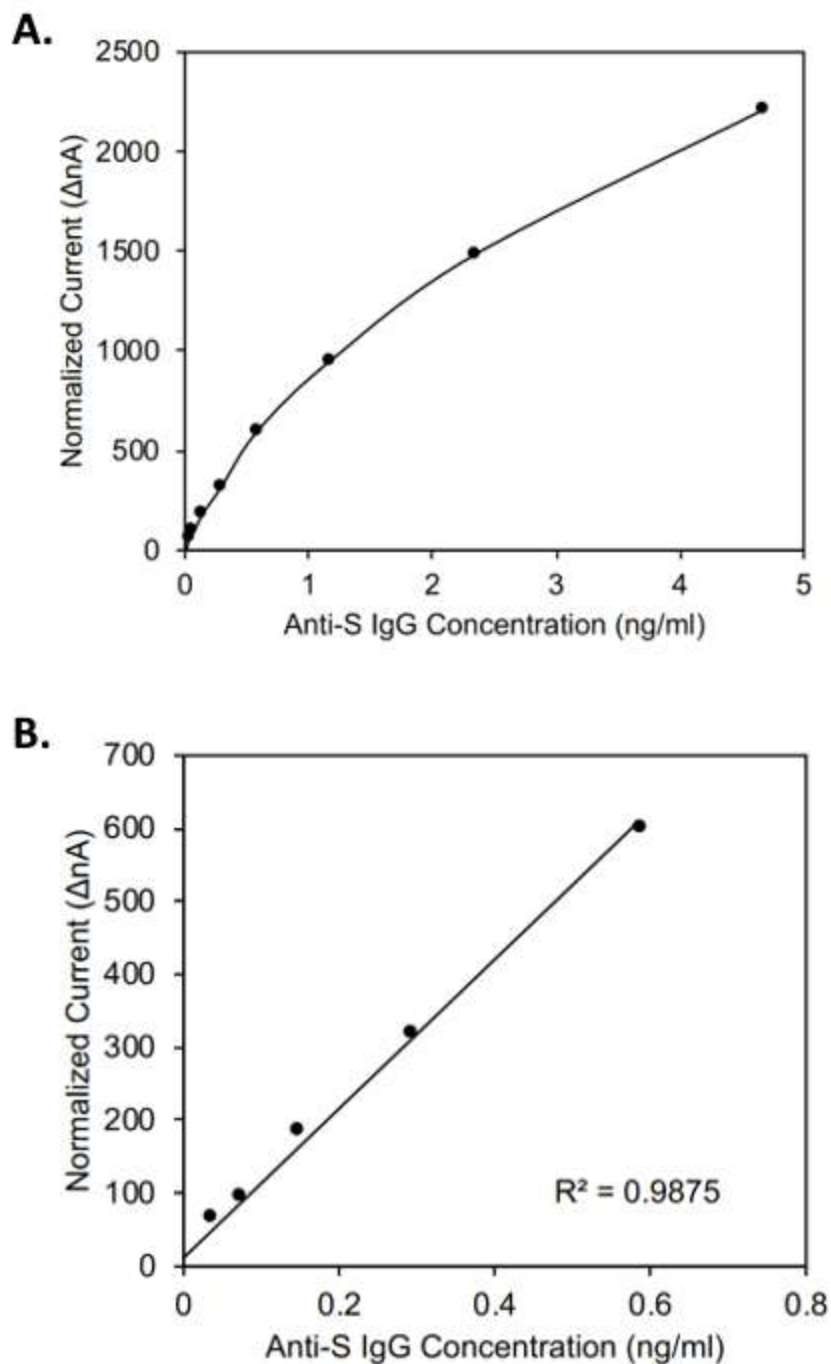 A.
2500
2000
1500
1000
500
0
0 1 2 3 4 5
Normalized Current (ΔnA)
Anti-S IgG Concentration (ng/ml)
B.
700
600
500
400
300
200
100
0
0 0.2 0.4 0.6 0.8
Normalized Current (ΔnA)
R² = 0.9875
Anti-S IgG Concentration (ng/ml)